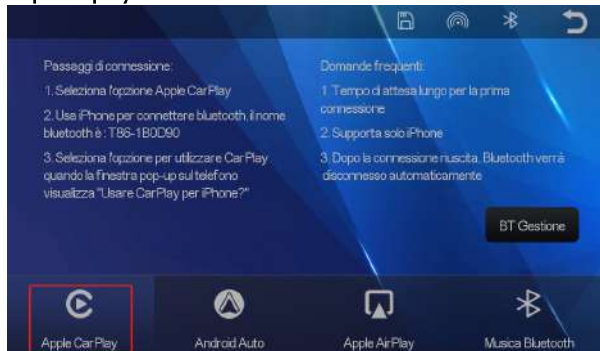 Passaggi di connessione:
1. Seleziona l'opzione Apple CarPlay
2. Usa iPhone per connettere bluetooth, il nome
bluetooth è : T86-1B0D90
3. Seleziona l'opzione per utilizzare Car Play
quando la finestra pop-up sul telefono
visualizza "Usare CarPlay per iPhone?"
Domande frequenti:
1. Tempo di attesa lungo per la prima
connessione
2. Supporta solo iPhone
3. Dopo la connessione riuscita, Bluetooth verrà
disconnesso automaticamente
BT Gestione
Apple CarPlay
Android Auto
Apple AirPlay
Musica Bluetooth